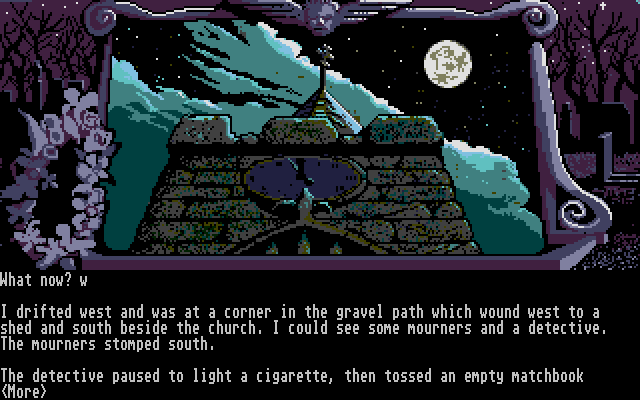 What now? w
I drifted west and was at a corner in the gravel path which wound west to a
shed and south beside the church. I could see some mourners and a detective.
The mourners stomped south.
The detective paused to light a cigarette, then tossed an empty matchbook
<More>